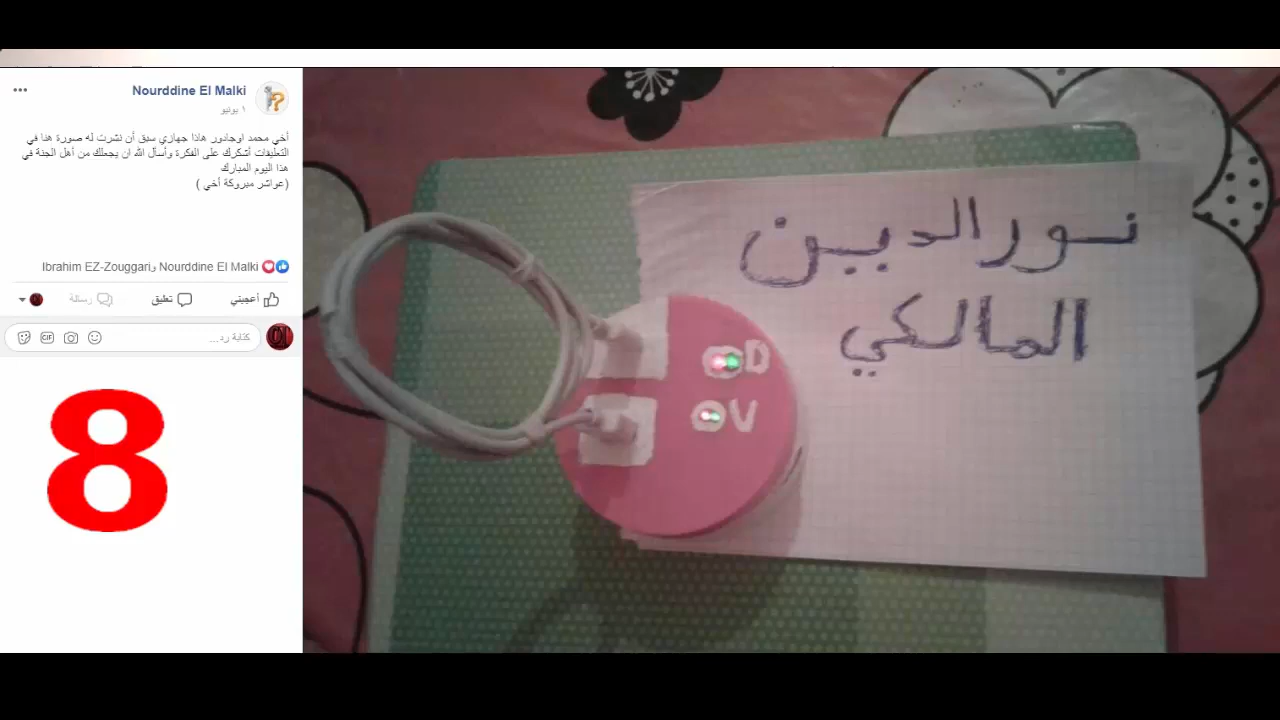 Nourddine El Malki
١ يونيو
أخي محمد اوجادور هاذا جهازي سبق أن نشرت له صورة هنا في
التعليقات أشكرك على الفكرة وأسأل الله ان يجعلك من أهل الجنة في
هذا اليوم المبارك
(عواشر مبروكة أخي )
Nourddine El Malki وIbrahim EZ-Zouggari
أعجبني
تعليق
رسالة
كتابة رد...
GIF
8
نور الدين
المالكي
D
V